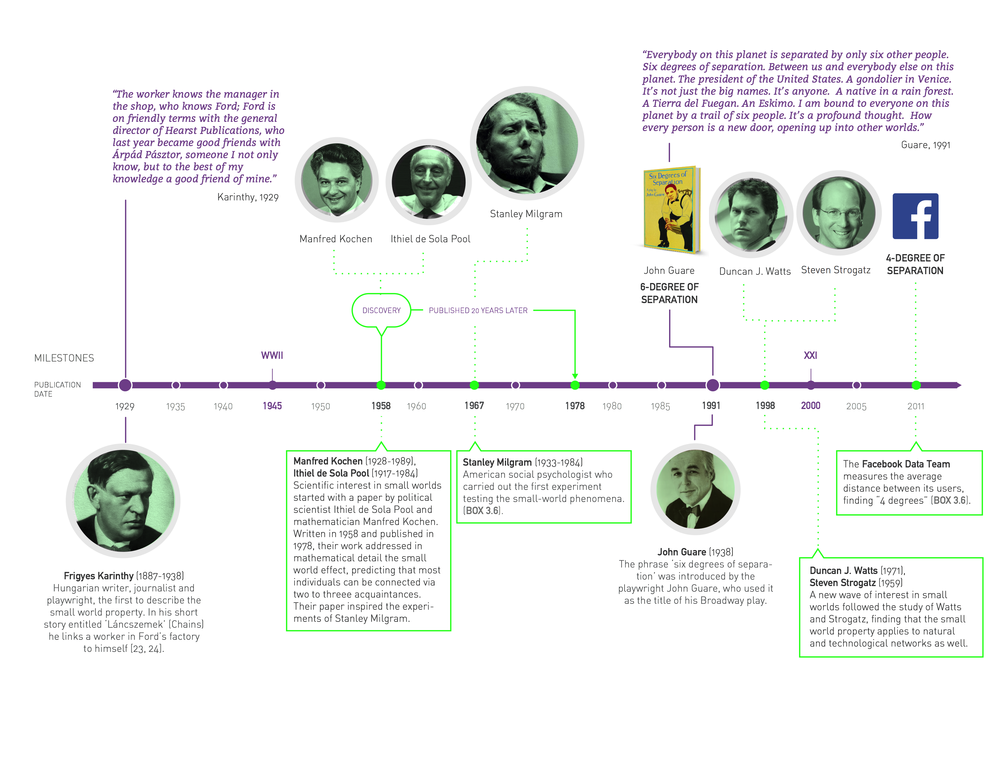 “Everybody on this planet is separated by only six other people.
Six degrees of separation. Between us and everybody else on this
planet. The president of the United States. A gondolier in Venice.
It’s not just the big names. It’s anyone.  A native in a rain forest.
A Tierra del Fuegan. An Eskimo. I am bound to everyone on this
planet by a trail of six people. It’s a profound thought.  How
every person is a new door, opening up into other worlds.”
Guare, 1991
“The worker knows the manager in
the shop, who knows Ford; Ford is
on friendly terms with the general
director of Hearst Publications, who
last year became good friends with
Árpád Pásztor, someone I not only
know, but to the best of my
knowledge a good friend of mine.”
Karinthy, 1929
Manfred Kochen
Ithiel de Sola Pool
Stanley Milgram
Six Degrees of
Separation
A play by
John Guare
John Guare
6-DEGREE OF
SEPARATION
Duncan J. Watts
Steven Strogatz
f
4-DEGREE OF
SEPARATION
DISCOVERY
PUBLISHED 20 YEARS LATER
MILESTONES
WWII
XXI
PUBLICATION
DATE
1929
1935
1940
1945
1950
1958
1960
1967
1970
1978
1980
1985
1991
1998
2000
2005
2011
Frigyes Karinthy (1887-1938)
Hungarian writer, journalist and
playwright, the first to describe the
small world property. In his short
story entitled ‘Láncszemek’ (Chains)
he links a worker in Ford’s factory
to himself [23, 24].
Manfred Kochen (1928-1989),
Ithiel de Sola Pool (1917-1984)
Scientific interest in small worlds
started with a paper by political
scientist Ithiel de Sola Pool and
mathematician Manfred Kochen.
Written in 1958 and published in
1978, their work addressed in
mathematical detail the small
world effect, predicting that most
individuals can be connected via
two to threee acquaintances.
Their paper inspired the experi-
ments of Stanley Milgram.
Stanley Milgram (1933-1984)
American social psychologist who
carried out the first experiment
testing the small-world phenomena.
(BOX 3.6).
John Guare (1938)
The phrase ‘six degrees of separa-
tion’ was introduced by the
playwright John Guare, who used it
as the title of his Broadway play.
Duncan J. Watts (1971),
Steven Strogatz (1959)
A new wave of interest in small
worlds followed the study of Watts
and Strogatz, finding that the small
world property applies to natural
and technological networks as well.
The Facebook Data Team
measures the average
distance between its users,
finding “4 degrees” (BOX 3.6).